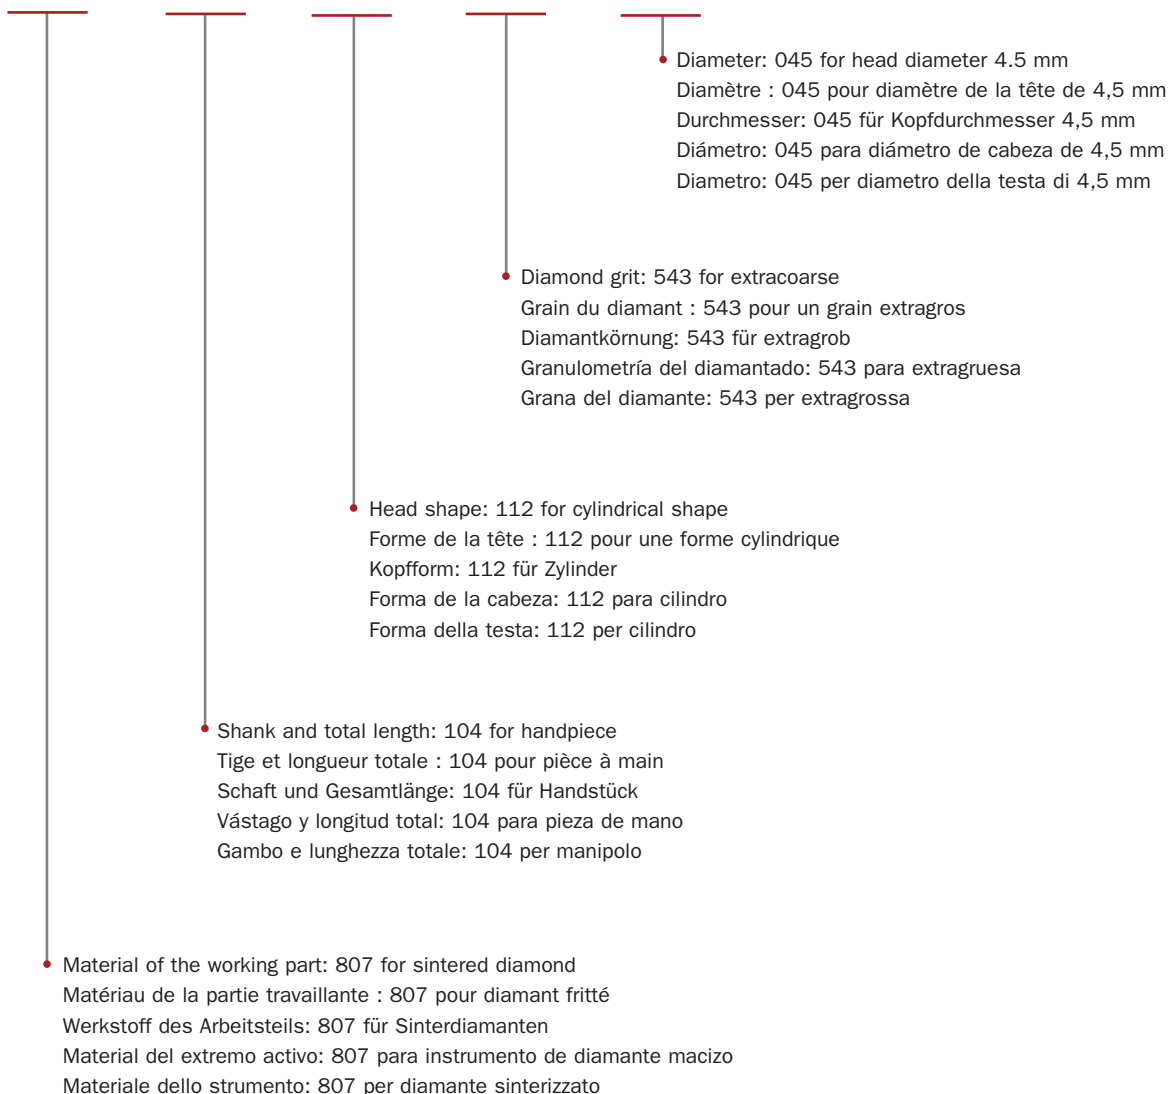 Diameter: 045 for head diameter 4.5 mm
Diamètre : 045 pour diamètre de la tête de 4,5 mm
Durchmesser: 045 für Kopfdurchmesser 4,5 mm
Diámetro: 045 para diámetro de cabeza de 4,5 mm
Diametro: 045 per diametro della testa di 4,5 mm
Diamond grit: 543 for extracoarse
Grain du diamant : 543 pour un grain extragros
Diamantkörnung: 543 für extragrob
Granulometría del diamantado: 543 para extragruesa
Grana del diamante: 543 per extragrossa
Head shape: 112 for cylindrical shape
Forme de la tête : 112 pour une forme cylindrique
Kopfform: 112 für Zylinder
Forma de la cabeza: 112 para cilindro
Forma della testa: 112 per cilindro
Shank and total length: 104 for handpiece
Tige et longueur totale : 104 pour pièce à main
Schaft und Gesamtlänge: 104 für Handstück
Vástago y longitud total: 104 para pieza de mano
Gambo e lunghezza totale: 104 per manipolo
Material of the working part: 807 for sintered diamond
Matériau de la partie travaillante : 807 pour diamant fritté
Werkstoff des Arbeitsteils: 807 für Sinterdiamanten
Material del extremo activo: 807 para instrumento de diamante macizo
Materiale dello strumento: 807 per diamante sinterizzato